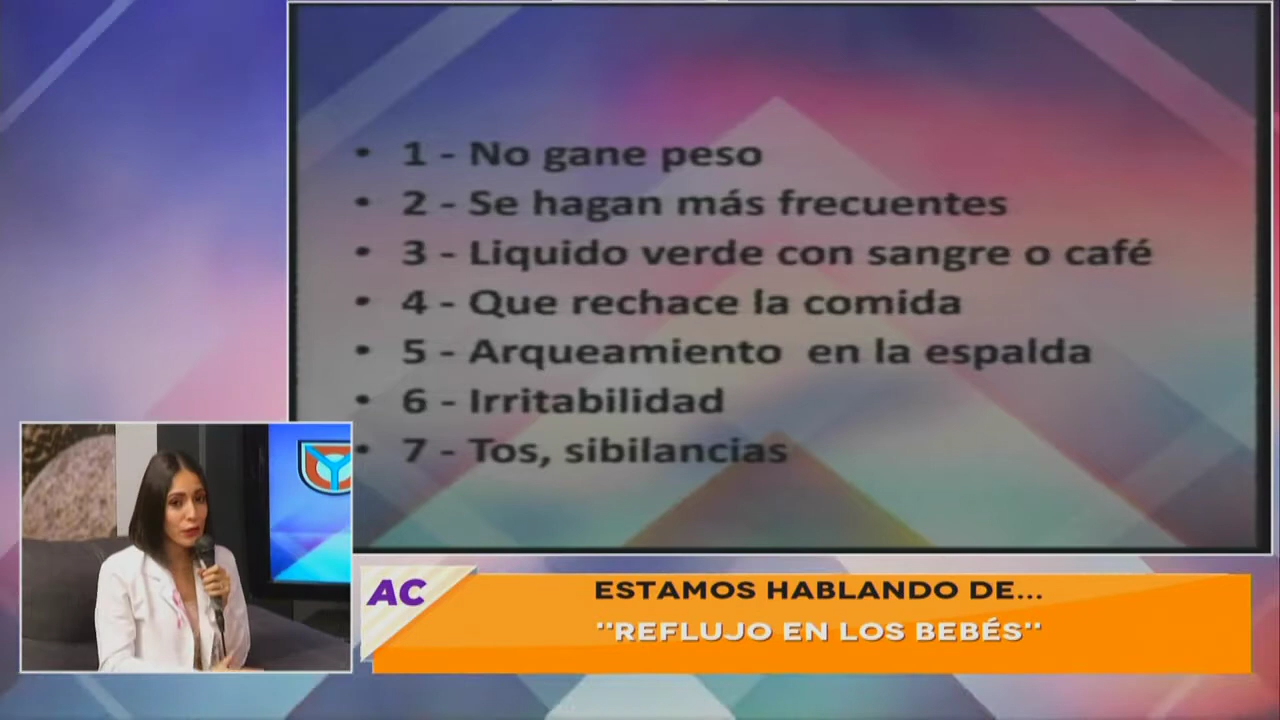 • 1 - No gane peso
• 2 - Se hagan más frecuentes
• 3 - Liquido verde con sangre o café
• 4 - Que rechace la comida
• 5 - Arqueamiento en la espalda
• 6 - Irritabilidad
• 7 - Tos, sibilancias
AC
ESTAMOS HABLANDO DE...
"REFLUJO EN LOS BEBÉS"